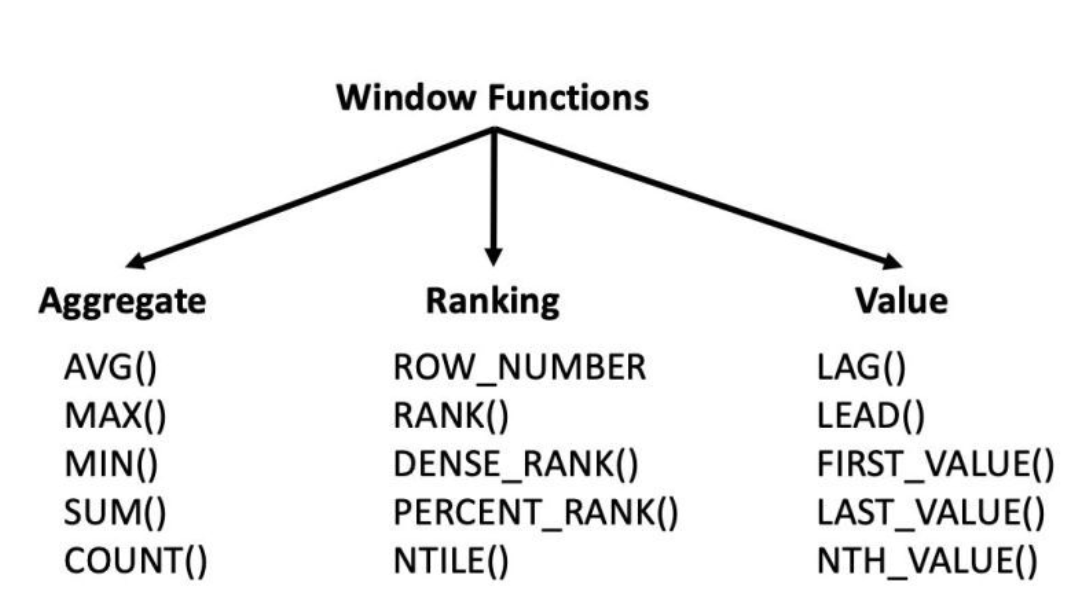 Window Functions
Aggregate
AVG()
MAX()
MIN()
SUM()
COUNT()
Ranking
ROW_NUMBER
RANK()
DENSE_RANK()
PERCENT_RANK()
NTILE()
Value
LAG()
LEAD()
FIRST_VALUE()
LAST_VALUE()
NTH_VALUE()